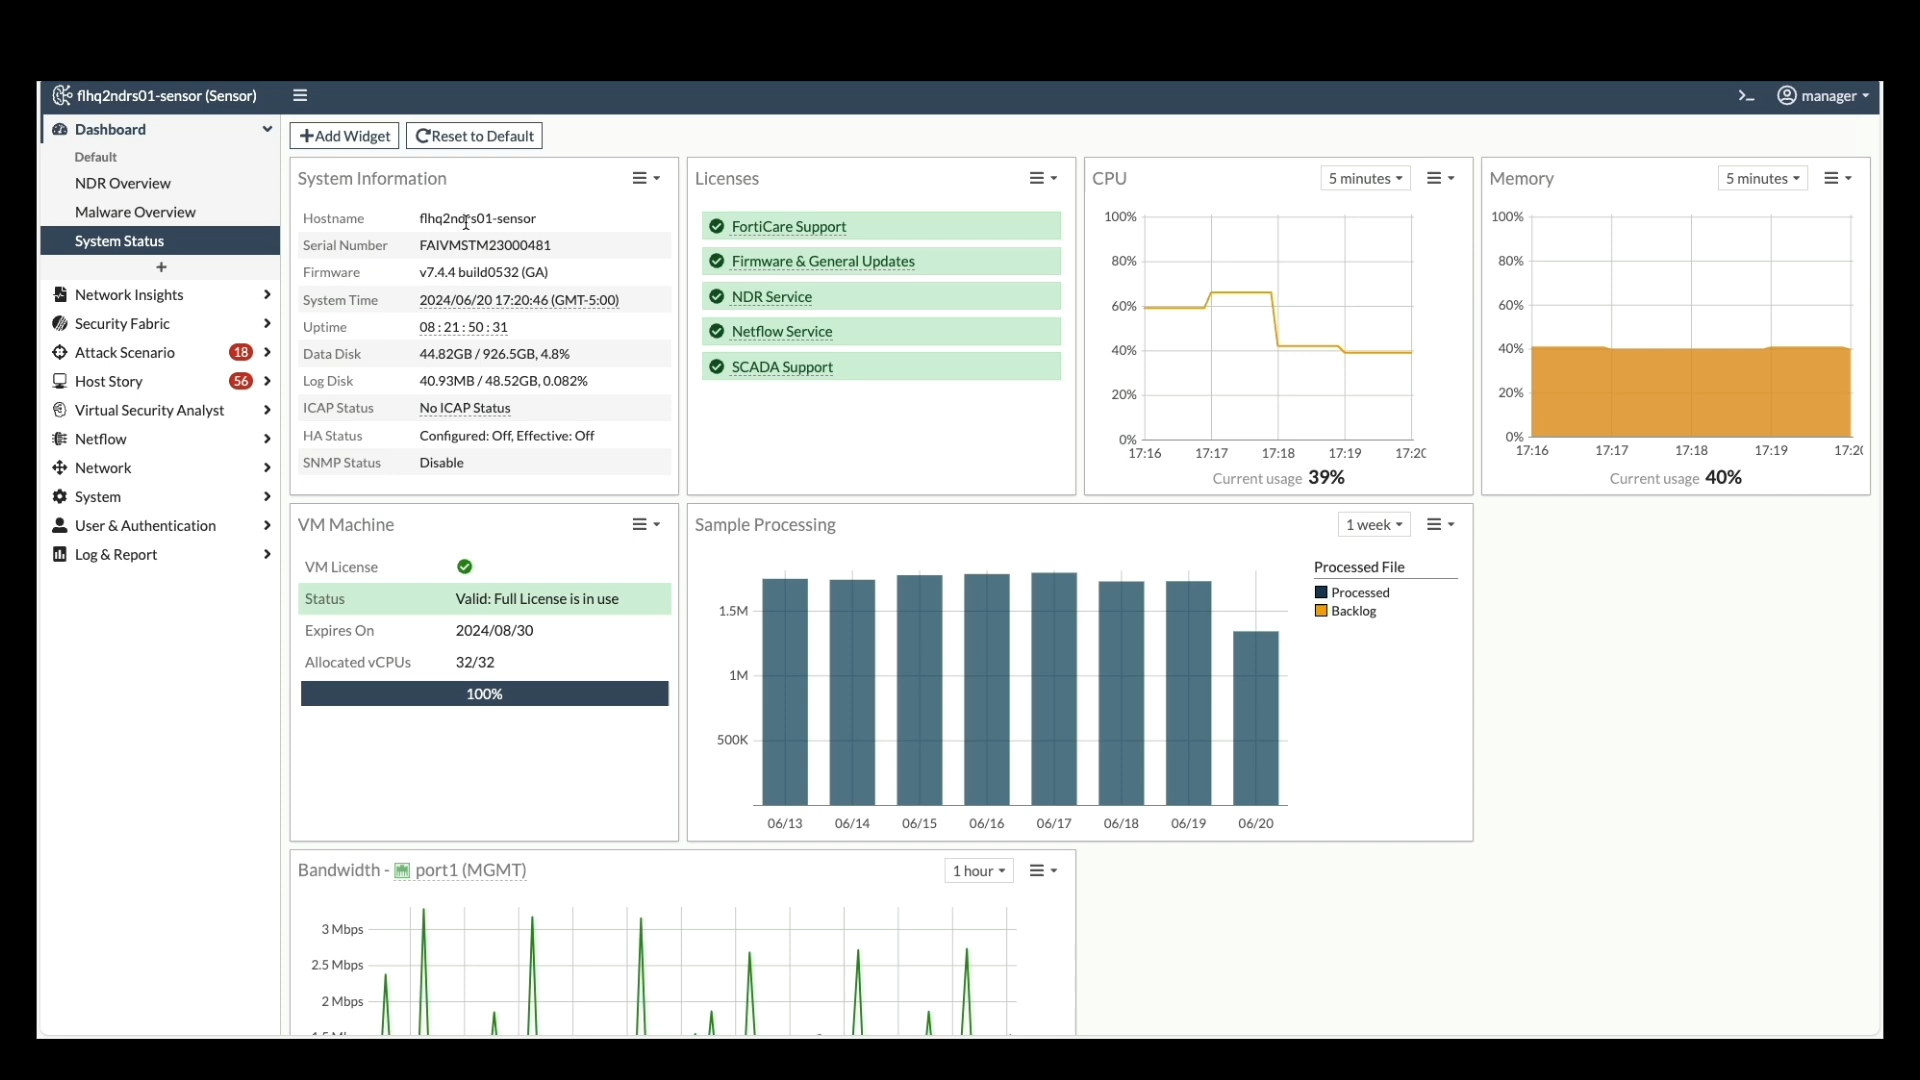 flhq2ndrs01-sensor (Sensor)
manager
Dashboard
Default
NDR Overview
Malware Overview
System Status
+
Network Insights
Security Fabric
Attack Scenario 18
Host Story 56
Virtual Security Analyst
Netflow
Network
System
User & Authentication
Log & Report
+Add Widget Reset to Default
System Information
Hostname flhq2ndrs01-sensor
Serial Number FAIVMSTM23000481
Firmware v7.4.4 build0532 (GA)
System Time 2024/06/20 17:20:46 (GMT-5:00)
Uptime 08 : 21 : 50 : 31
Data Disk 44.82GB / 926.5GB, 4.8%
Log Disk 40.93MB / 48.52GB, 0.082%
ICAP Status No ICAP Status
HA Status Configured: Off, Effective: Off
SNMP Status Disable
Licenses
FortiCare Support
Firmware & General Updates
NDR Service
Netflow Service
SCADA Support
CPU 5 minutes
100%
80%
60%
40%
20%
0%
17:16 17:17 17:18 17:19 17:20
Current usage 39%
Memory 5 minutes
100%
80%
60%
40%
20%
0%
17:16 17:17 17:18 17:19 17:20
Current usage 40%
VM Machine
VM License
Status Valid: Full License is in use
Expires On 2024/08/30
Allocated vCPUs 32/32
100%
Sample Processing 1 week
1.5M
1M
500K
06/13 06/14 06/15 06/16 06/17 06/18 06/19 06/20
Processed File
Processed
Backlog
Bandwidth - port1 (MGMT) 1 hour
3 Mbps
2.5 Mbps
2 Mbps